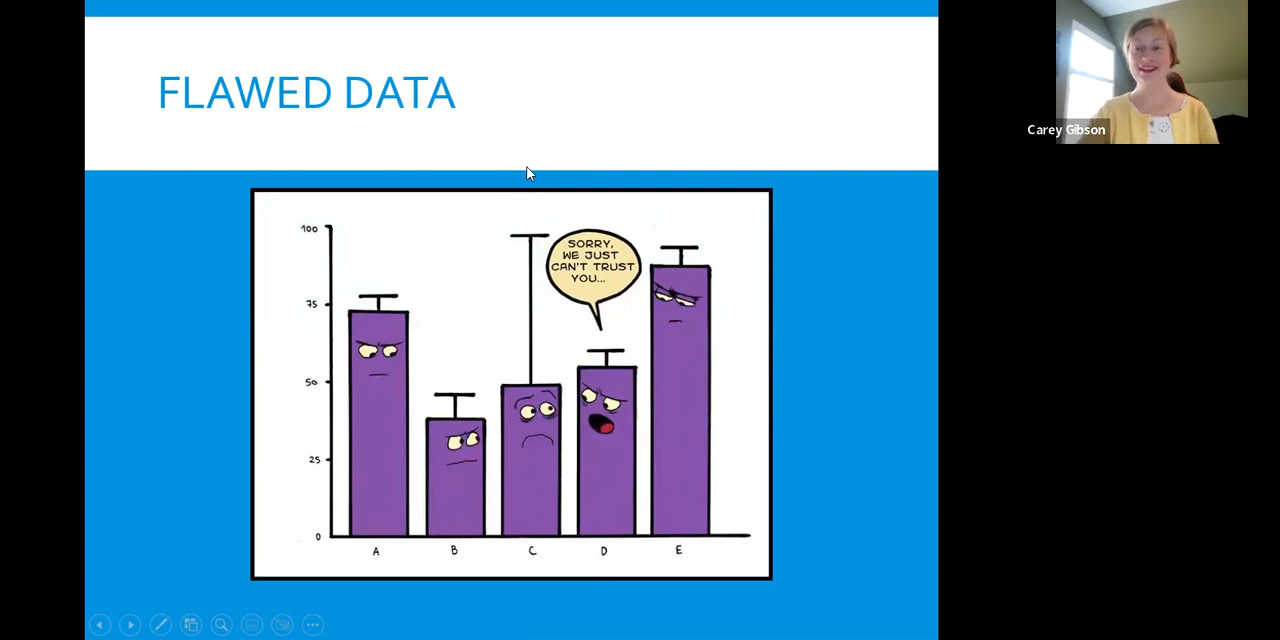 FLAWED DATA
Carey Gibson
SORRY,
WE JUST
CAN'T TRUST
YOU...
100
75
50
25
0
A B C D E